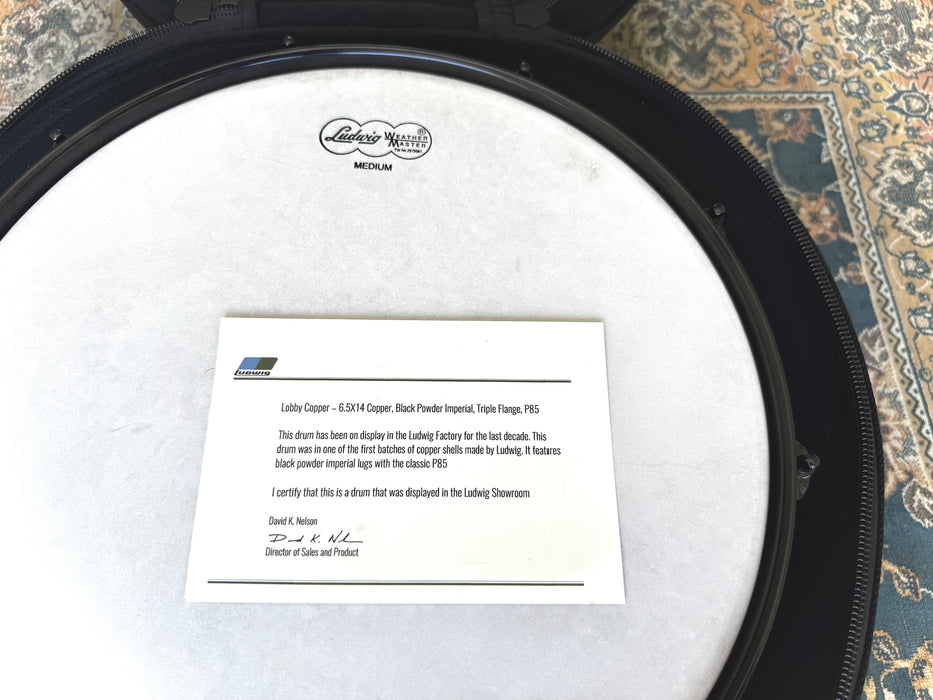 Ludwig WEATHER MASTER ®
MEDIUM
LUDWIG
Lobby Copper – 6.5X14 Copper, Black Powder Imperial, Triple Flange, P85
This drum has been on display in the Ludwig Factory for the last decade. This
drum was in one of the first batches of copper shells made by Ludwig. It features
black powder imperial lugs with the classic P85
I certify that this is a drum that was displayed in the Ludwig Showroom
David K. Nelson
D K. N
Director of Sales and Product